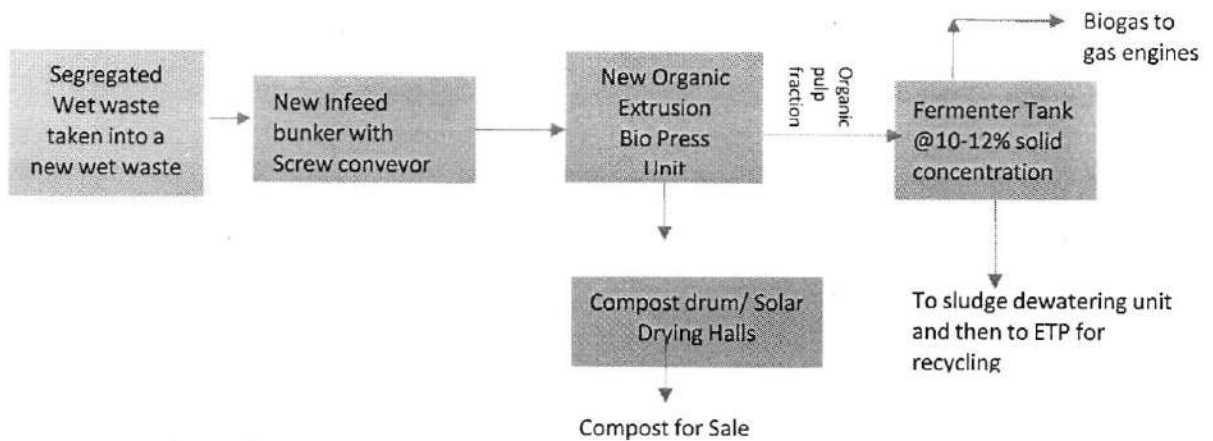 Segregated
Wet waste
taken into a
new wet waste
New Infeed
bunker with
Screw conveyor
New Organic
Extrusion
Bio Press
Unit
Organic
pulp
fraction
Fermenter Tank
@10-12% solid
concentration
Biogas to
gas engines
Compost drum/ Solar
Drying Halls
Compost for Sale
To sludge dewatering unit
and then to ETP for
recycling